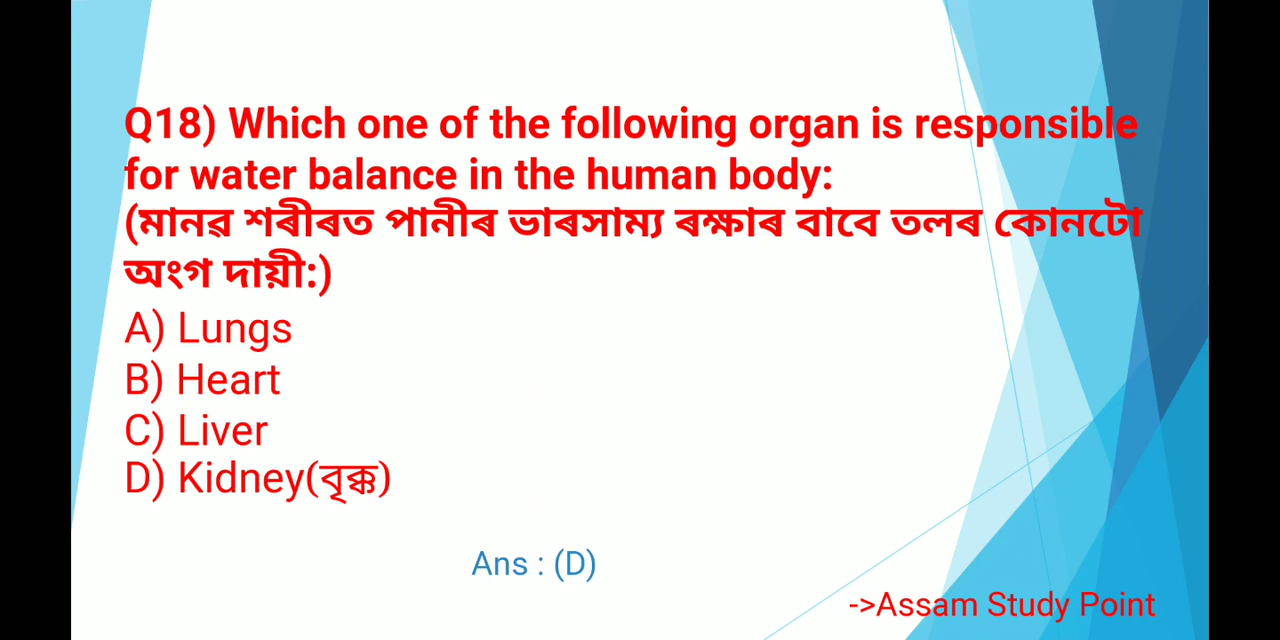 Q18) Which one of the following organ is responsible
for water balance in the human body:
(মানৱ শৰীৰত পানীৰ ভাৰসাম্য ৰক্ষাৰ বাবে তলৰ কোনটো
অংগ দায়ী:)
A) Lungs
B) Heart
C) Liver
D) Kidney(বৃক্ক)
Ans : (D)
->Assam Study Point